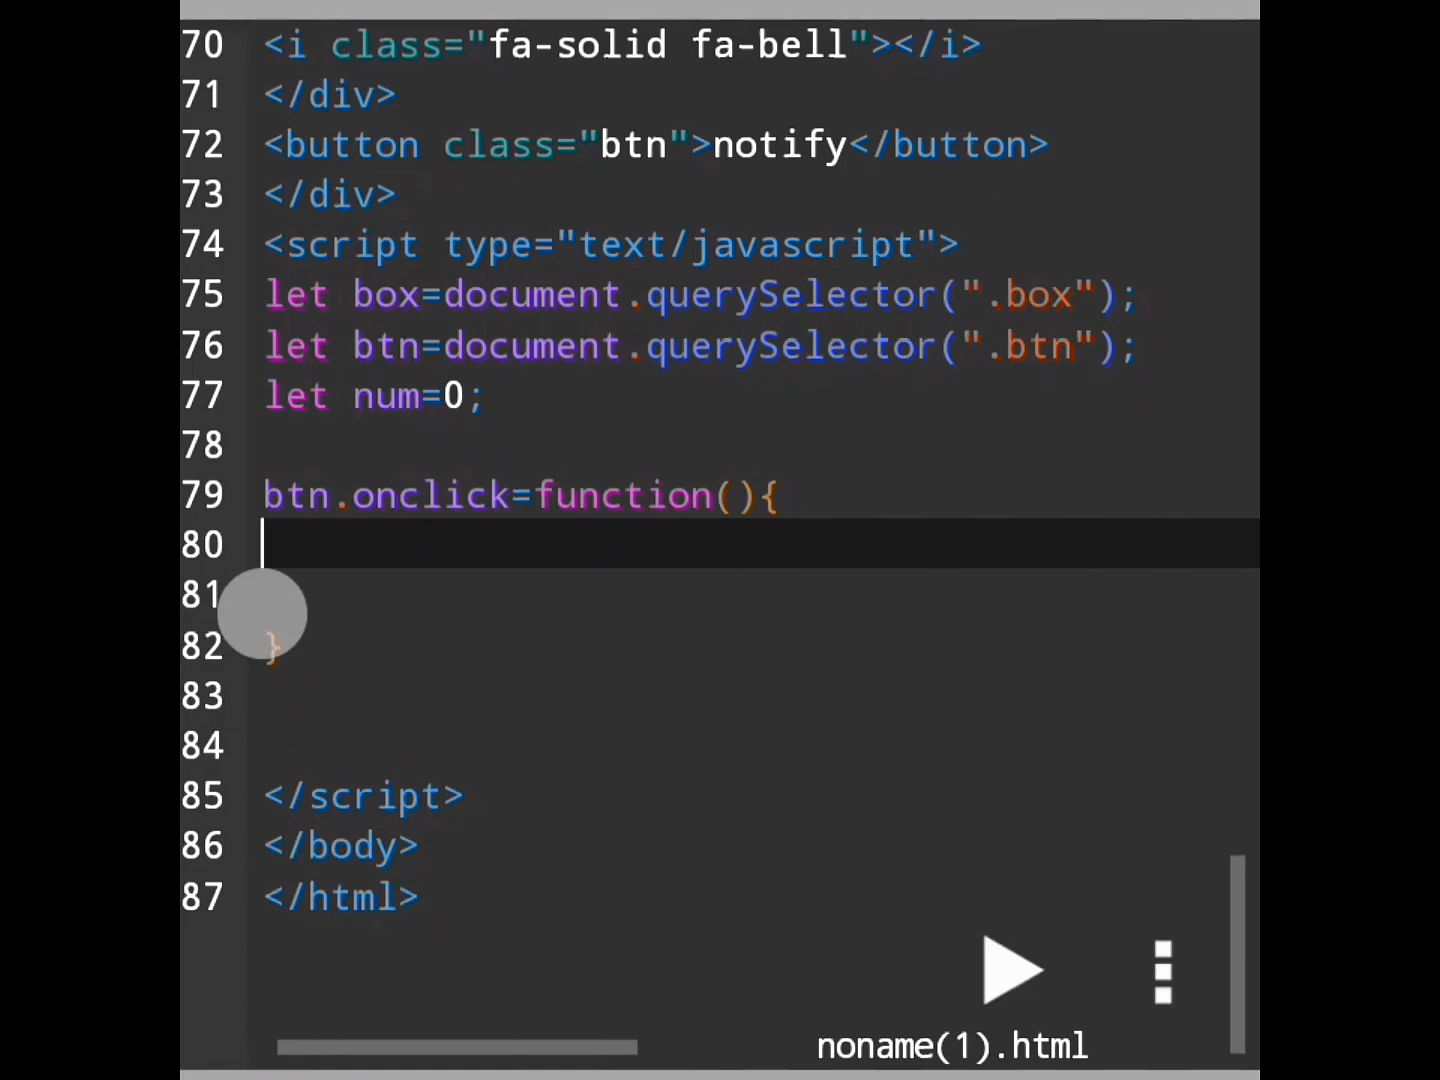 70 <i class="fa-solid fa-bell"></i>
71 </div>
72 <button class="btn">notify</button>
73 </div>
74 <script type="text/javascript">
75 let box=document.querySelector(".box");
76 let btn=document.querySelector(".btn");
77 let num=0;
78
79 btn.onclick=function(){
80
81
82 }
83
84
85 </script>
86 </body>
87 </html>
noname(1).html